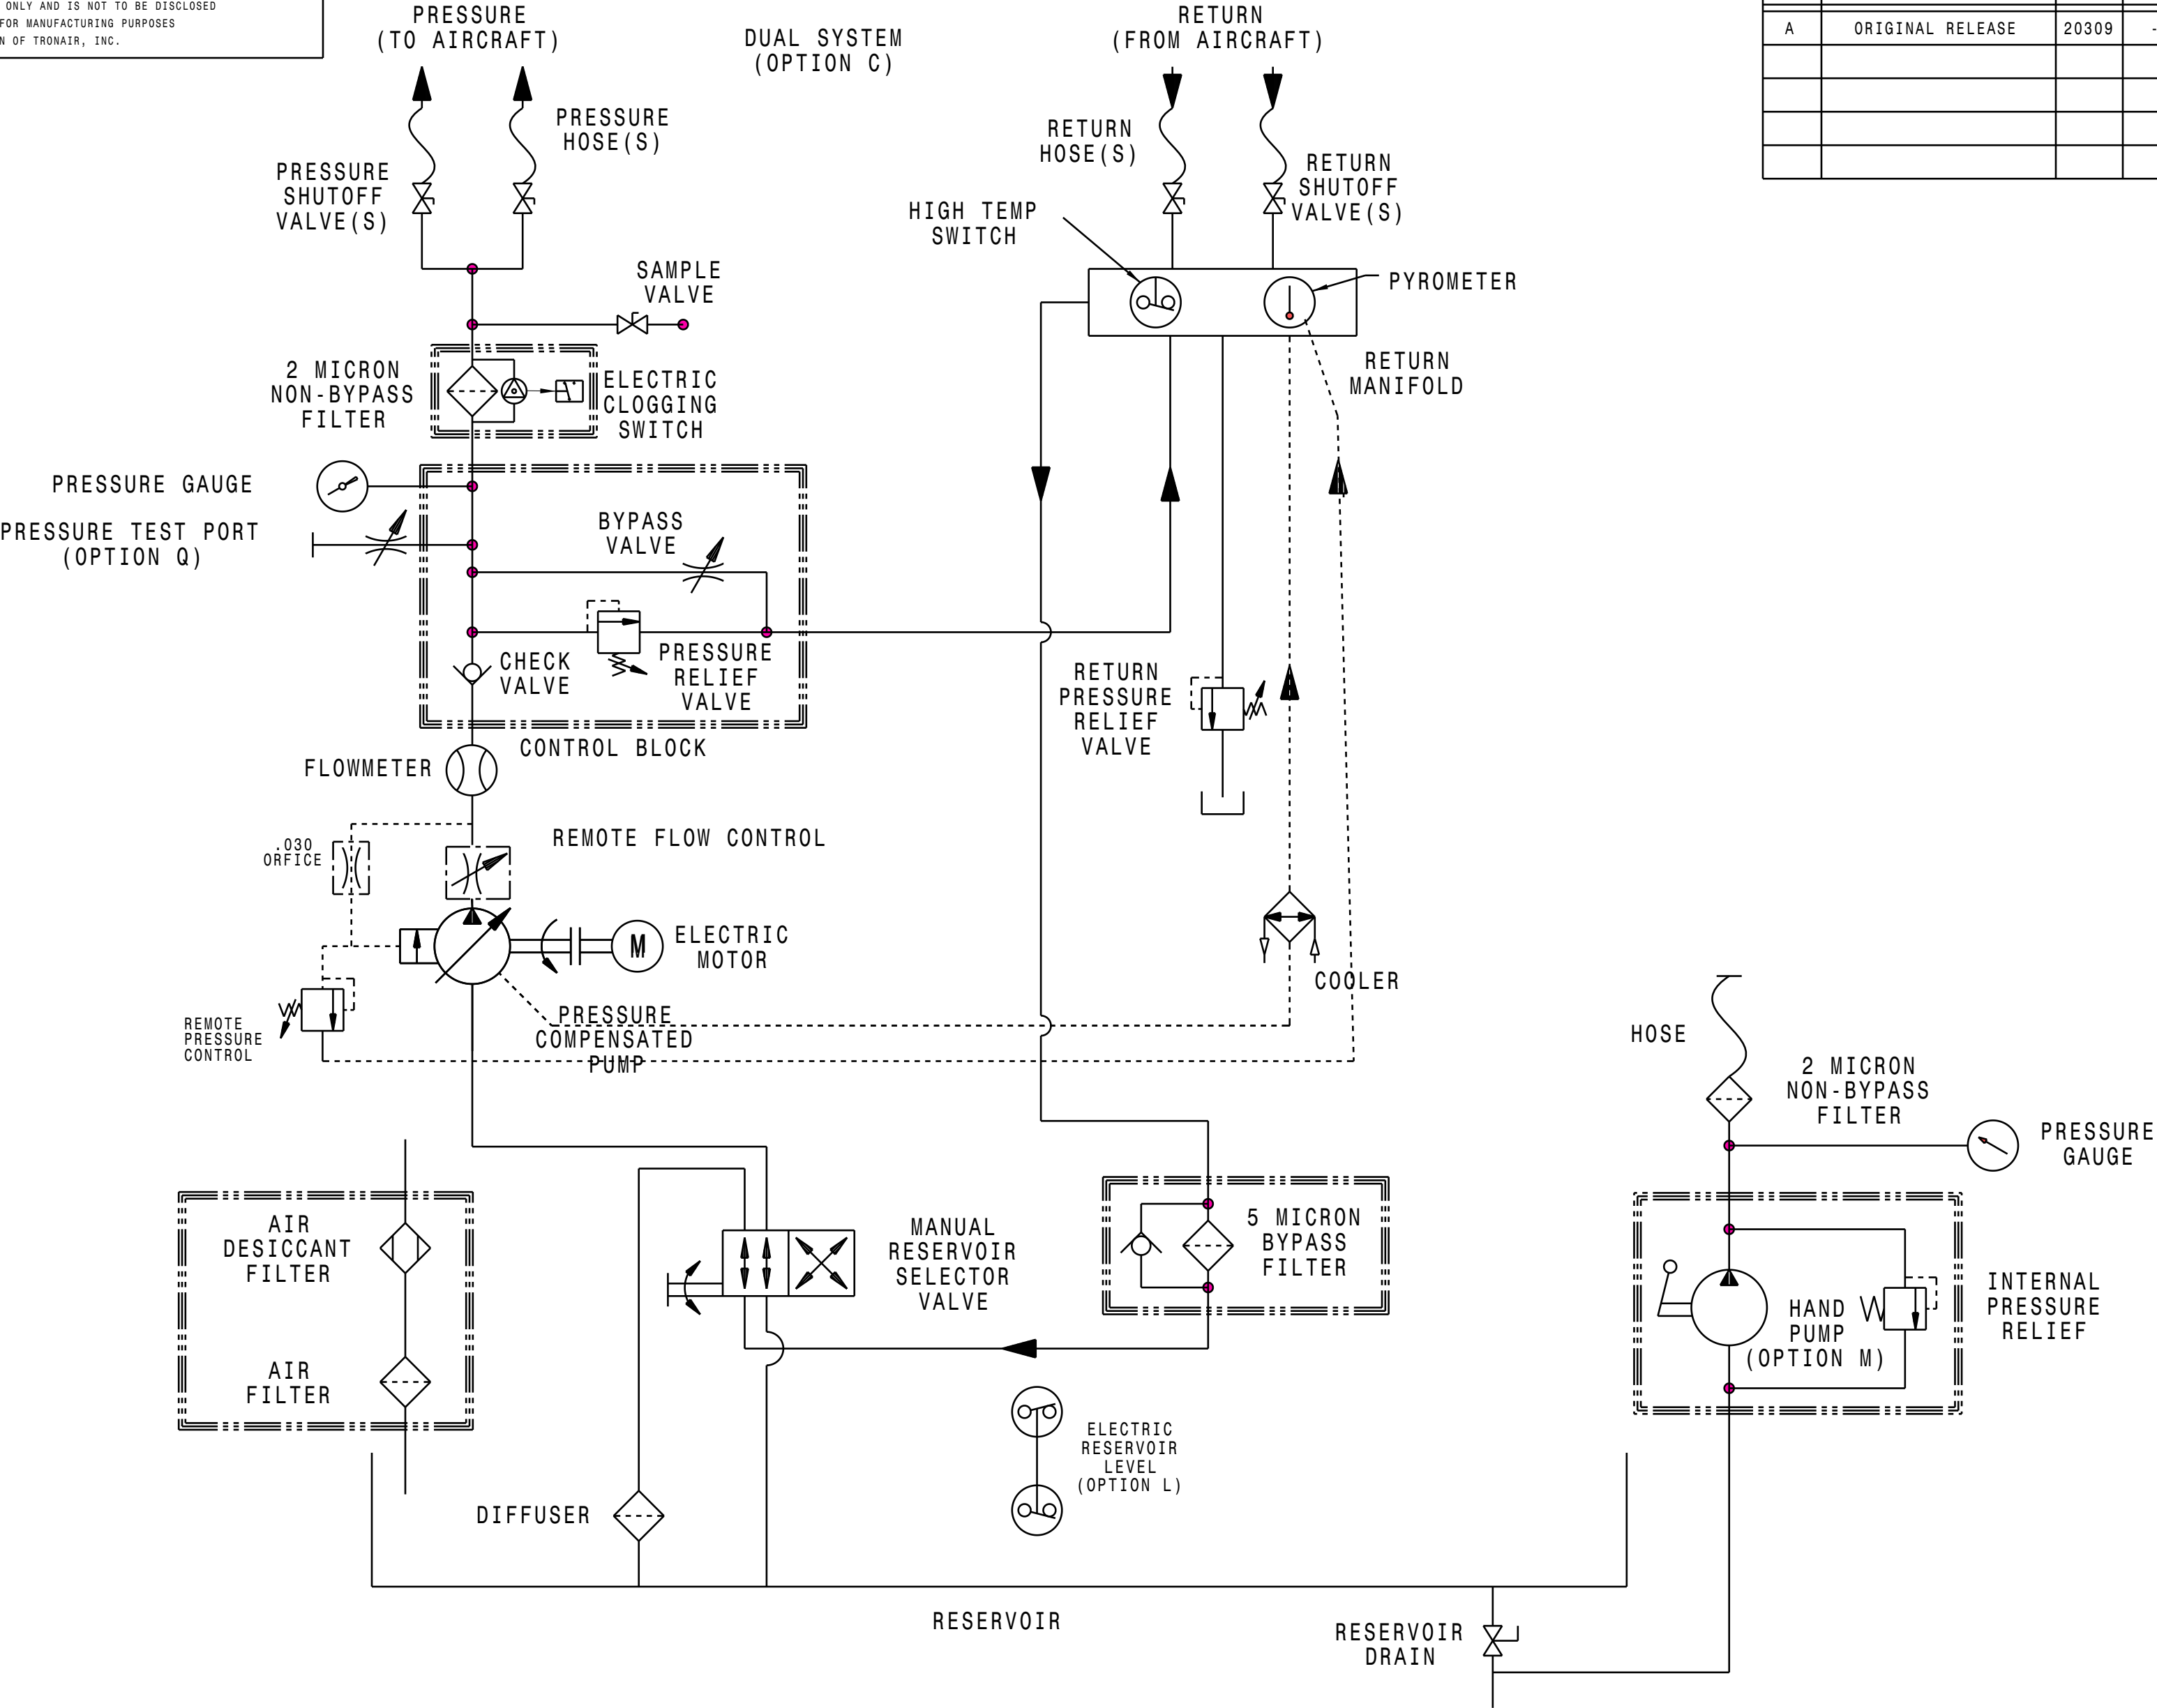 ONLY AND IS NOT TO BE DISCLOSED
FOR MANUFACTURING PURPOSES
N OF TRONAIR, INC.
PRESSURE
(TO AIRCRAFT)
DUAL SYSTEM
(OPTION C)
RETURN
(FROM AIRCRAFT)
A ORIGINAL RELEASE 20309 -
PRESSURE
HOSE(S)
RETURN
HOSE(S)
PRESSURE
SHUTOFF
VALVE(S)
RETURN
SHUTOFF
VALVE(S)
HIGH TEMP
SWITCH
SAMPLE
VALVE
PYROMETER
2 MICRON
NON-BYPASS
FILTER
ELECTRIC
CLOGGING
SWITCH
RETURN
MANIFOLD
PRESSURE GAUGE
PRESSURE TEST PORT
(OPTION Q)
BYPASS
VALVE
CHECK
VALVE
PRESSURE
RELIEF
VALVE
RETURN
PRESSURE
RELIEF
VALVE
CONTROL BLOCK
FLOWMETER
REMOTE FLOW CONTROL
.030
ORFICE
M
ELECTRIC
MOTOR
COOLER
REMOTE
PRESSURE
CONTROL
PRESSURE
COMPENSATED
PUMP
HOSE
2 MICRON
NON-BYPASS
FILTER
PRESSURE
GAUGE
AIR
DESICCANT
FILTER
AIR
FILTER
MANUAL
RESERVOIR
SELECTOR
VALVE
5 MICRON
BYPASS
FILTER
HAND
PUMP
(OPTION M)
INTERNAL
PRESSURE
RELIEF
ELECTRIC
RESERVOIR
LEVEL
(OPTION L)
DIFFUSER
RESERVOIR
RESERVOIR
DRAIN